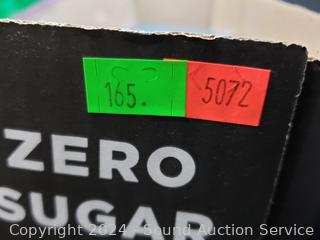 165. 5072
ZERO
SUGAR
Copyright 2024 - Sound Auction Service